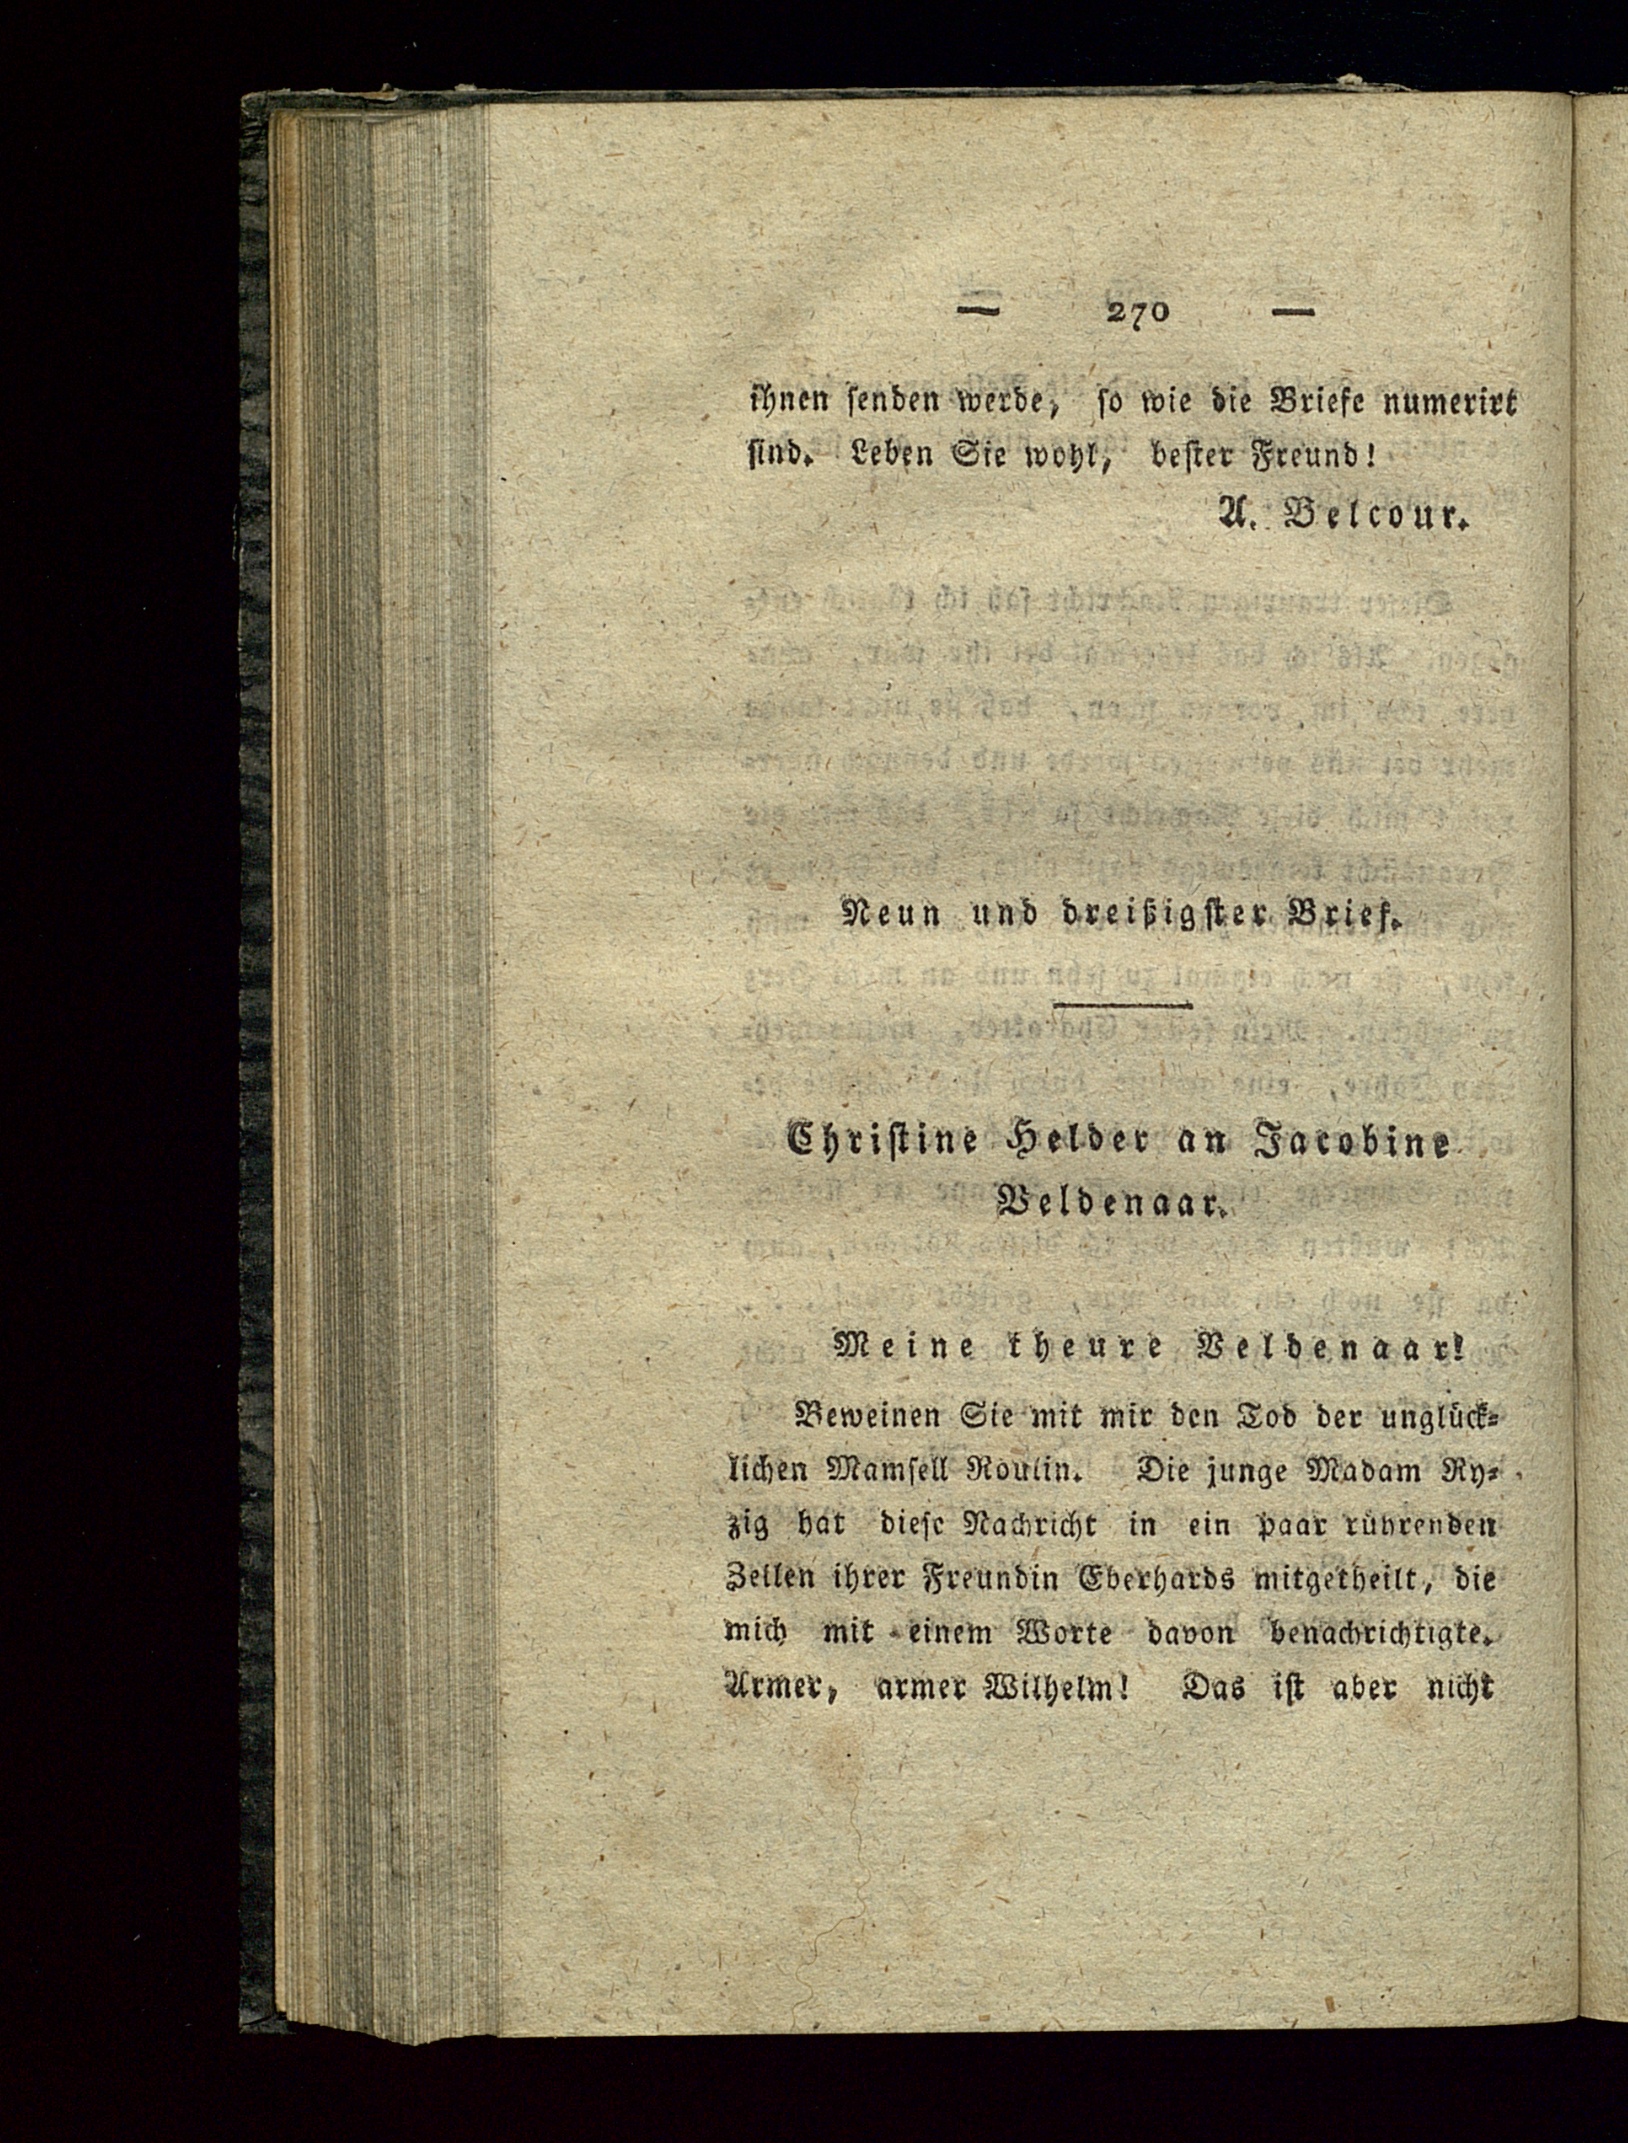 — 270 —
ihnen senden werde, so wie die Briefe numerirt
sind. Leben Sie wohl, bester Freund!
A. Belcour.
Neun und dreißigster Brief.
Christine Helder an Jacobine
Veldenaar.
Meine theure Veldenaar!
Beweinen Sie mit mir den Tod der unglück-
lichen Mamsell Roulin. Die junge Madam Ry-
zig hat diese Nachricht in ein paar rührenden
Zeilen ihrer Freundin Eberhards mitgetheilt, die
mich mit einem Worte davon benachrichtigte.
Armer, armer Wilhelm! Das ist aber nicht